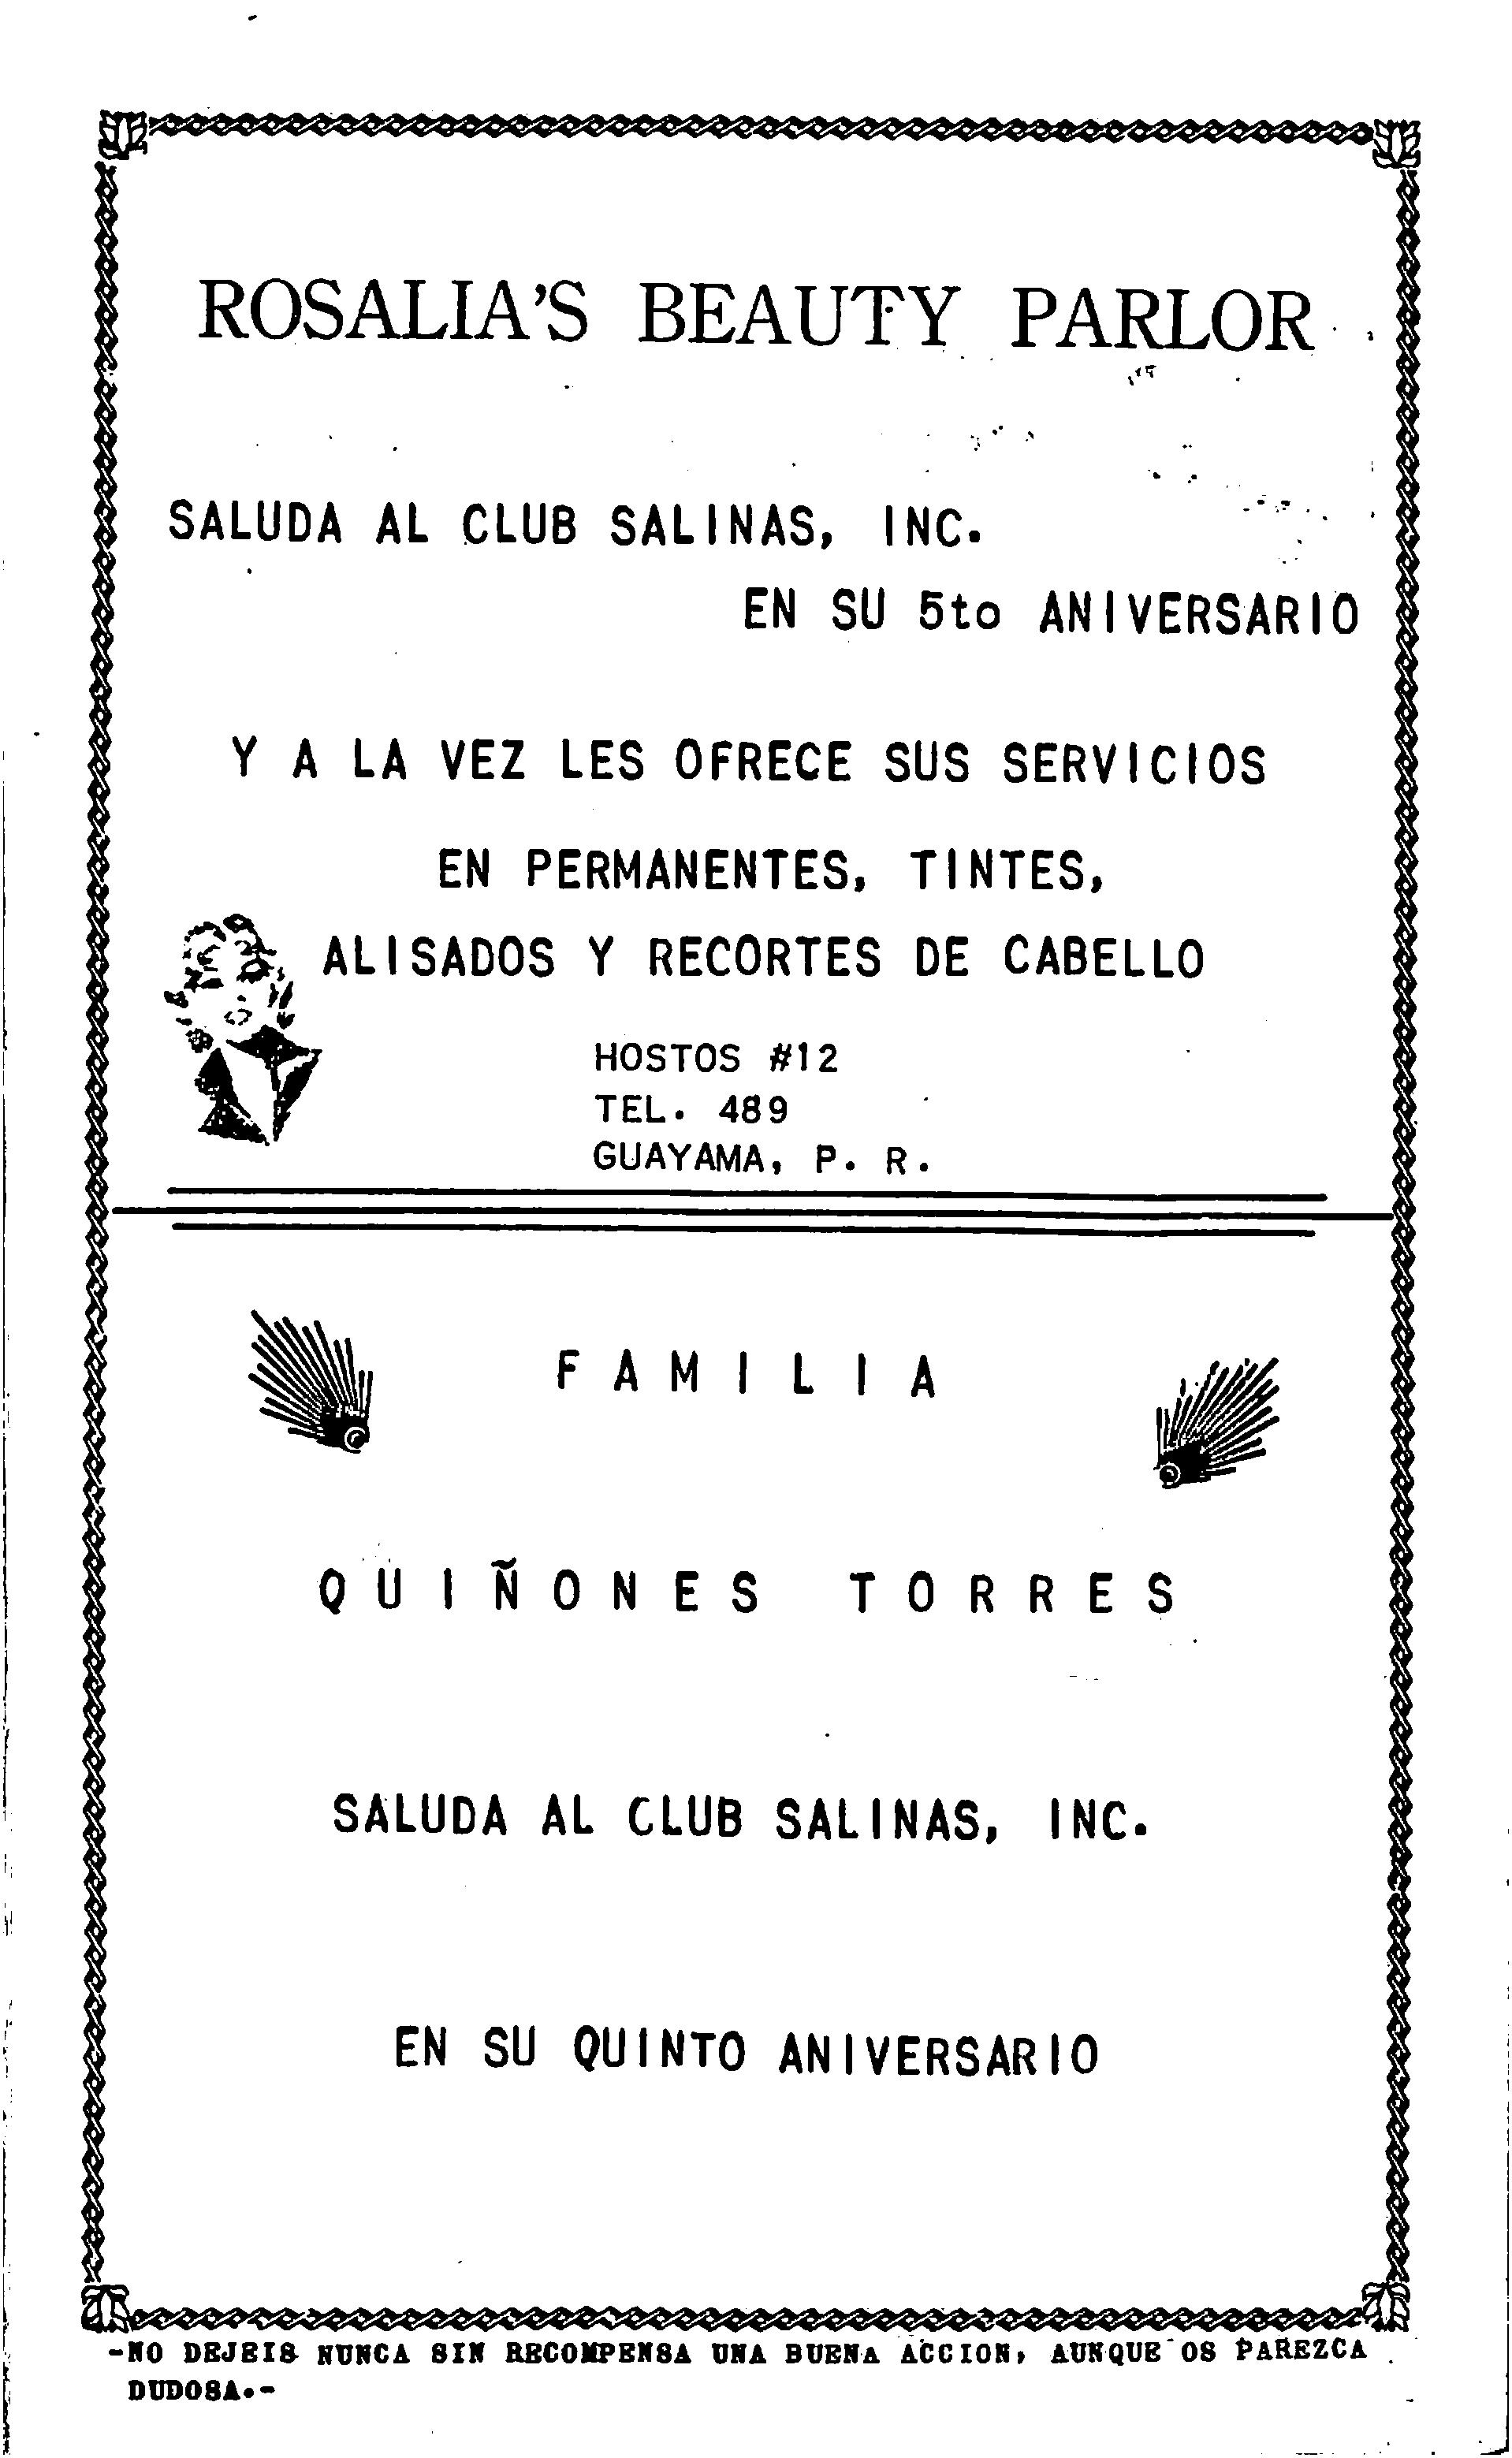 ROSALIA'S BEAUTY PARLOR
SALUDA AL CLUB SALINAS, INC.
EN SU 5to ANIVERSARIO
Y A LA VEZ LES OFRECE SUS SERVICIOS
EN PERMANENTES, TINTES,
ALISADOS Y RECORTES DE CABELLO
HOSTOS #12
TEL. 489
GUAYAMA, P. R.
F A M I L I A
Q U I Ñ O N E S T O R R E S
SALUDA AL CLUB SALINAS, INC.
EN SU QUINTO ANIVERSARIO
-NO DEJEIS NUNCA SIN RECOMPENSA UNA BUENA ACCION, AUNQUE OS PAREZCA
DUDOSA.-